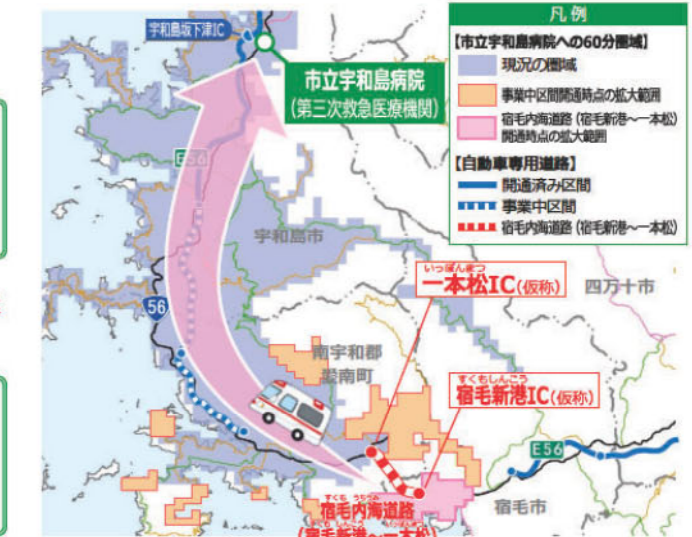 宇和島坂下津IC
市立宇和島病院
（第三次救急医療機関）
凡例
【市立宇和島病院への60分圏域】
現況の圏域
事業中区間開通時点の拡大範囲
宿毛内海道路（宿毛新港～一本松）
開通時点の拡大範囲
【自動車専用道路】
開通済み区間
事業中区間
宿毛内海道路（宿毛新港～一本松）
E56
宇和島市
いっぽんまつ
一本松IC（仮称）
四万十市
56
南宇和郡
愛南町
すくもしんこう
宿毛新港IC（仮称）
E56
宿毛市
すくも うちうみ
宿毛内海道路
（宿毛新港～一本松）